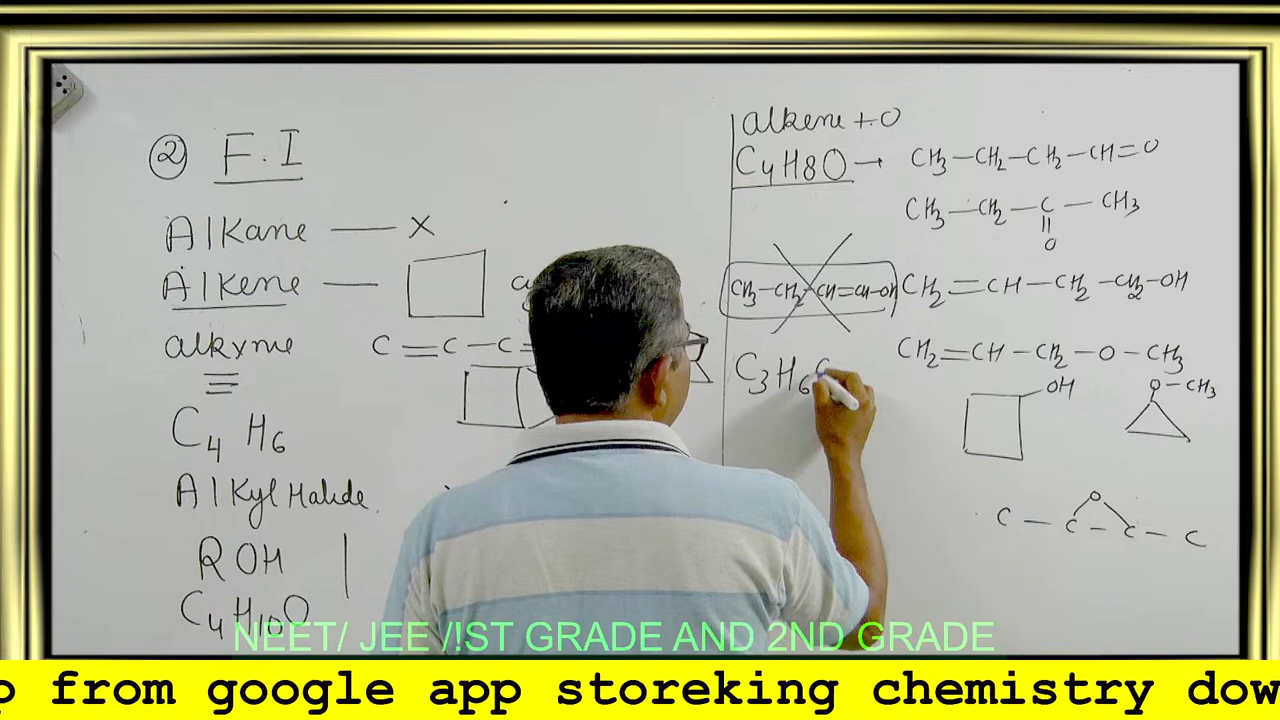 ② F.I
Alkane — X
Alkene —
alkyne
C=C-C
C4 H6
Alkyl Halide
ROH
C4H10O
alkene + O
C4H8O → CH3-CH2-CH2-CH=O
CH3-CH2-C-CH3
O
CH3-CH2-CH=CH-OH
CH2=CH-CH2-CH2-OH
CH2=CH-CH2-O-CH3
C3H6
OH
O-CH3
O
C-C-C-C
NEET/ JEE /!ST GRADE AND 2ND GRADE
from google app storeking chemistry dow